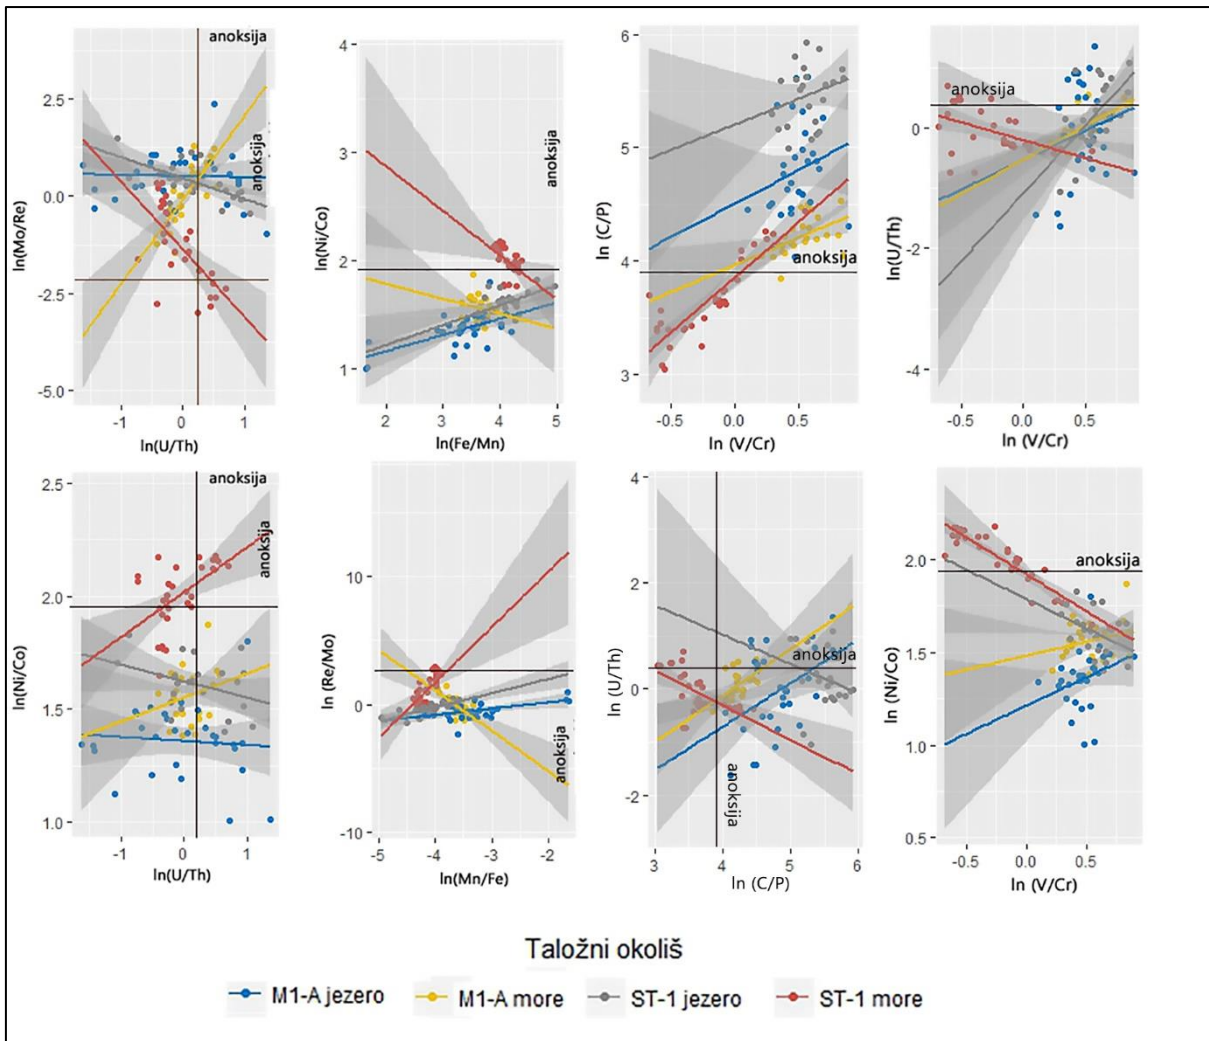 anoksija
2.5
0.0
-2.5
-5.0
ln(Mo/Re)
anoksija
-1
0
1
ln(U/Th)
4
3
2
1
ln(Ni/Co)
anoksija
2
3
4
5
ln(Fe/Mn)
6
5
4
3
ln (C/P)
anoksija
-0.5
0.0
0.5
ln (V/Cr)
anoksija
0
-2
-4
ln(U/Th)
-0.5
0.0
0.5
ln (V/Cr)
anoksija
2.5
2.0
1.5
1.0
ln(Ni/Co)
anoksija
-1
0
1
ln(U/Th)
10
0
-10
ln (Re/Mo)
anoksija
-5
-4
-3
-2
ln(Mn/Fe)
4
2
0
-2
ln (U/Th)
anoksija
anoksija
3
4
5
6
ln (C/P)
anoksija
2.0
1.5
1.0
0.5
ln (Ni/Co)
-0.5
0.0
0.5
ln (V/Cr)
Taložni okoliš
M1-A jezero
M1-A more
ST-1 jezero
ST-1 more